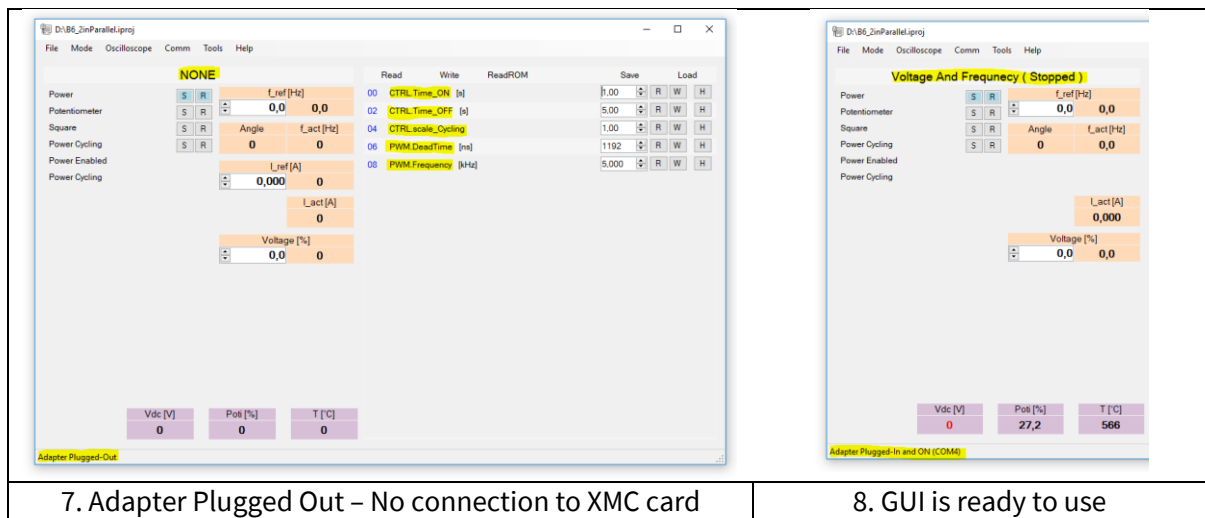 D:\B6_2inParallel.iproj
File Mode Oscilloscope Comm Tools Help
NONE
Power S R
Potentiometer S R
Square S R
Power Cycling S R
Power Enabled
Power Cycling
f_ref [Hz]
0,0 0,0
Angle f_act [Hz]
0 0
I_ref [A]
0,000 0
I_act [A]
0
Voltage [%]
0,0 0
Read Write ReadROM Save Load
00 CTRL.Time_ON [s] 1,00 R W H
02 CTRL.Time_OFF [s] 5,00 R W H
04 CTRL.scale_Cycling 1,00 R W H
06 PWM.DeadTime [ns] 1192 R W H
08 PWM.Frequency [kHz] 5,000 R W H
Vdc [V] Poti [%] T [°C]
0 0 0
Adapter Plugged-Out
7. Adapter Plugged Out – No connection to XMC card
D:\B6_2inParallel.iproj
File Mode Oscilloscope Comm Tools Help
Voltage And Frequnecy ( Stopped )
Power S R
Potentiometer S R
Square S R
Power Cycling S R
Power Enabled
Power Cycling
f_ref [Hz]
0,0 0,0
Angle f_act [Hz]
0 0,0
I_act [A]
0,000
Voltage [%]
0,0 0,0
Vdc [V] Poti [%] T [°C]
0 27,2 566
Adapter Plugged-In and ON (COM4)
8. GUI is ready to use